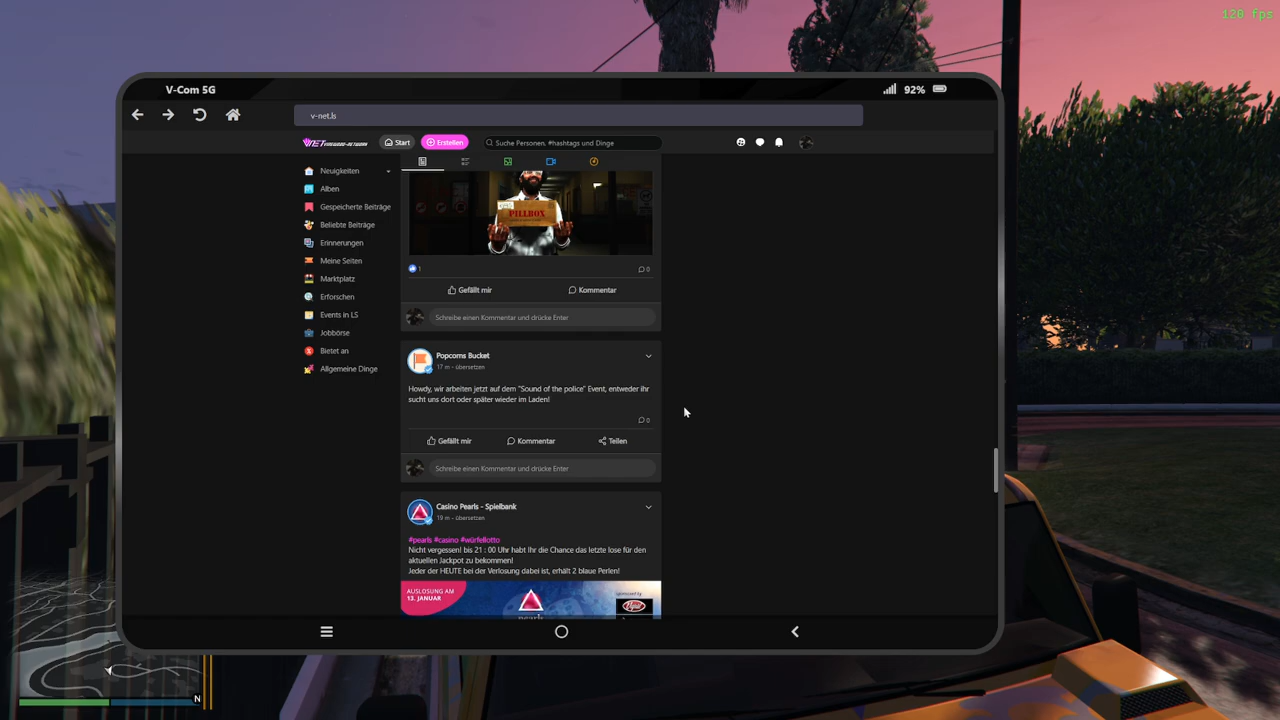 120 fps
V-Com 5G
92%
v-net.ls
VNET FIREWORD-NETWORK
Start
Erstellen
Suche Personen, #hashtags und Dinge
Neuigkeiten
Alben
Gespeicherte Beiträge
Beliebte Beiträge
Erinnerungen
Meine Seiten
Marktplatz
Erforschen
Events in LS
Jobbörse
Bietet an
Allgemeine Dinge
PILLBOX
1
0
Gefällt mir
Kommentar
Schreibe einen Kommentar und drücke Enter
Popcorns Bucket
17 m - übersetzen
Howdy, wir arbeiten jetzt auf dem "Sound of the police" Event, entweder ihr
sucht uns dort oder später wieder im Laden!
0
Gefällt mir
Kommentar
Teilen
Schreibe einen Kommentar und drücke Enter
Casino Pearls - Spielbank
19 m - übersetzen
#pearls #casino #würfellotto
Nicht vergessen! bis 21 : 00 Uhr habt Ihr die Chance das letzte lose für den
aktuellen Jackpot zu bekommen!
Jeder der HEUTE bei der Verlosung dabei ist, erhält 2 blaue Perlen!
AUSLOSUNG AM
13. JANUAR
sponsored by
pearls
N